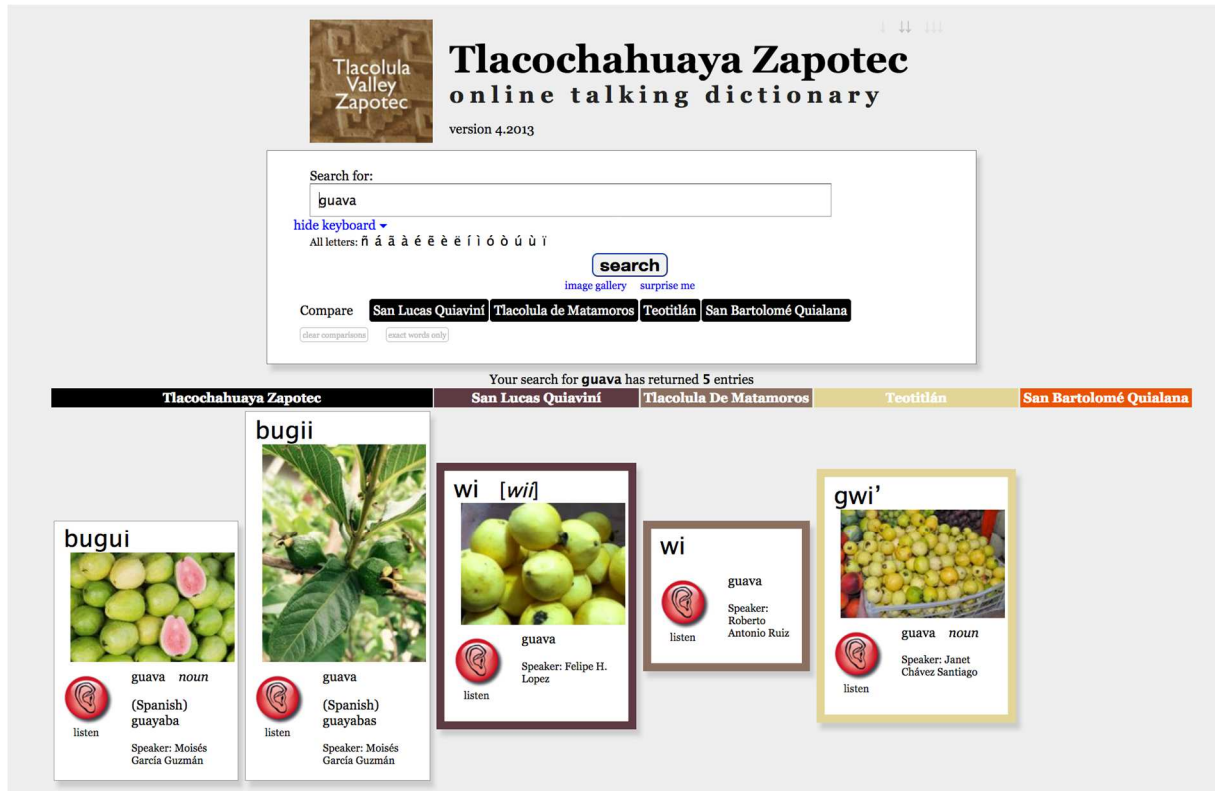 Tlacolula
Valley
Zapotec
Tlacochahuaya Zapotec
online talking dictionary
version 4.2013
Search for:
guava
hide keyboard
All letters: ñ á ã à é ẽ è ë í ì ó ò ú ù ï
search
image gallery surprise me
Compare San Lucas Quiaviní Tlacolula de Matamoros Teotitlán San Bartolomé Quialana
clear comparisons exact words only
Your search for guava has returned 5 entries
Tlacochahuaya Zapotec San Lucas Quiaviní Tlacolula De Matamoros Teotitlán San Bartolomé Quialana
bugui
listen
guava noun
(Spanish)
guayaba
Speaker: Moisés
García Guzmán
bugii
listen
guava
(Spanish)
guayabas
Speaker: Moisés
García Guzmán
wi [wii]
listen
guava
Speaker: Felipe H.
Lopez
wi
listen
guava
Speaker:
Roberto
Antonio Ruiz
gwi’
listen
guava noun
Speaker: Janet
Chávez Santiago